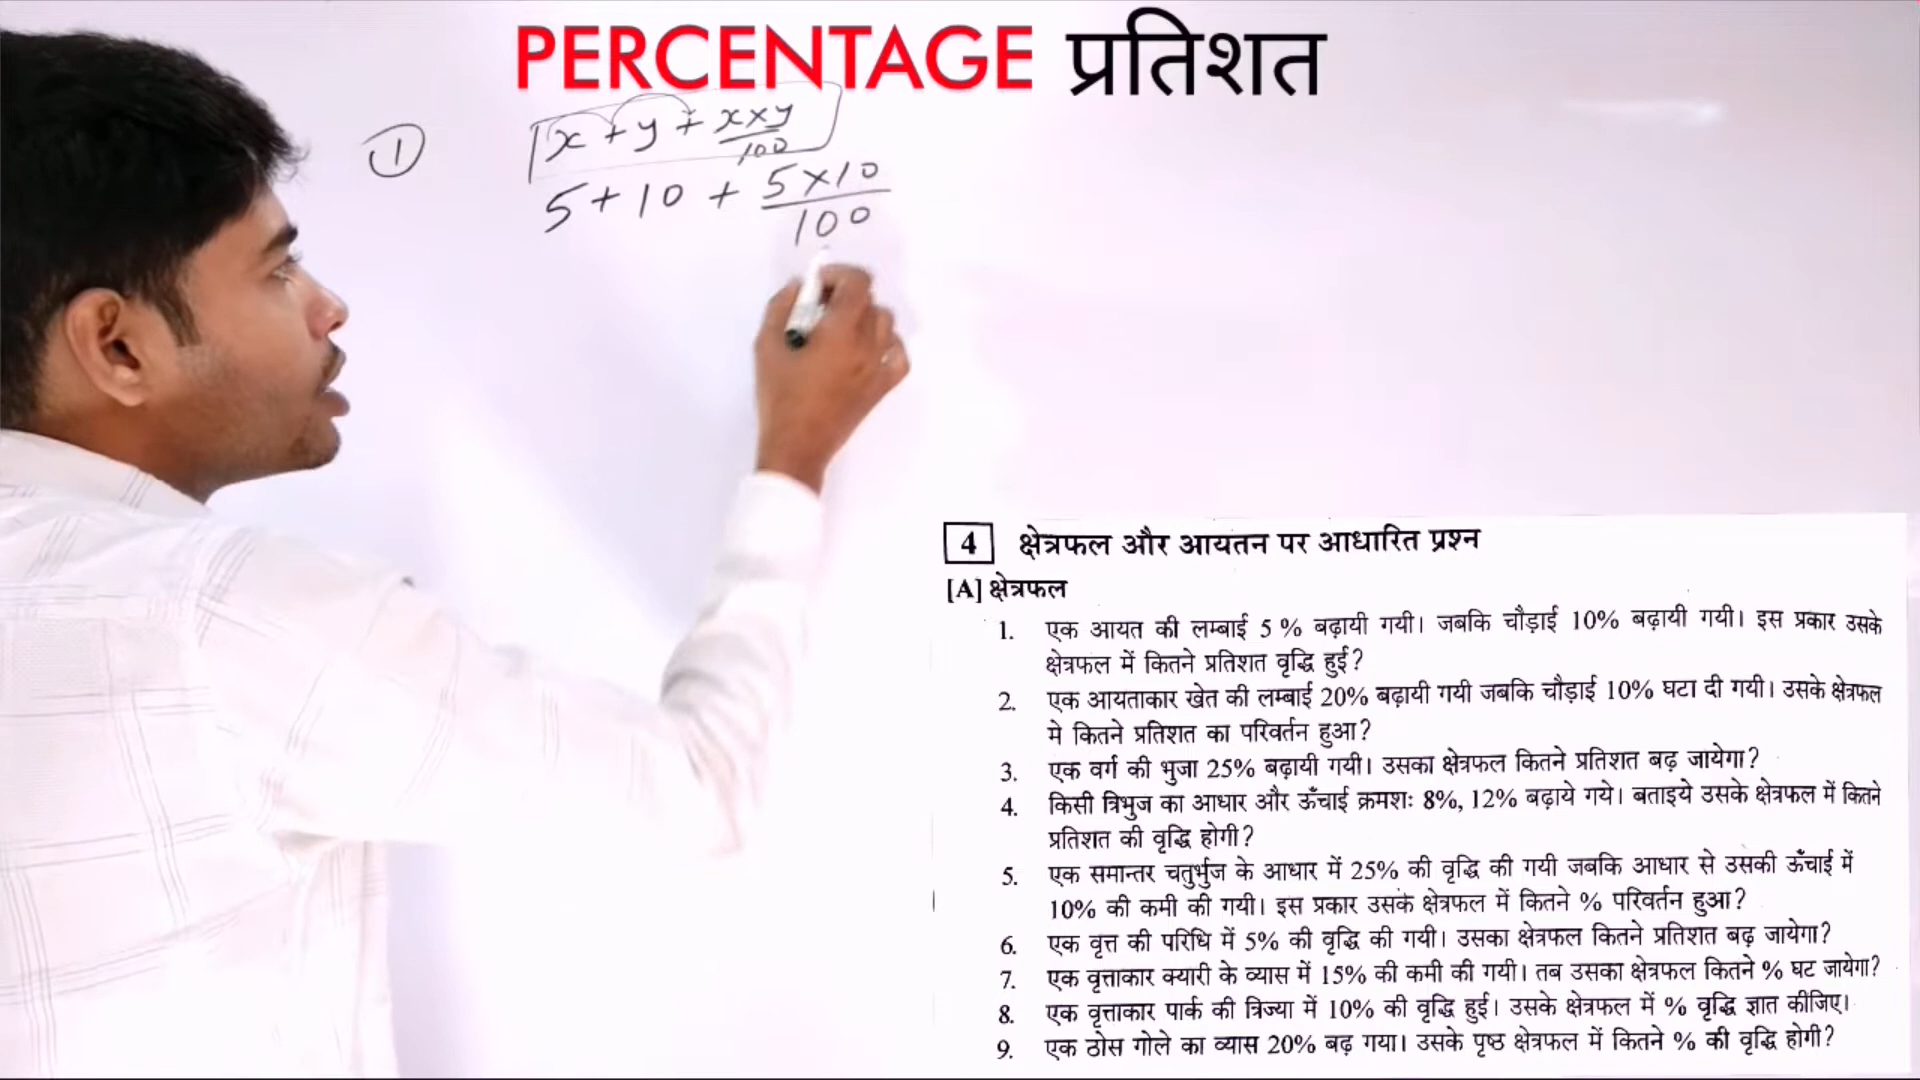 PERCENTAGE प्रतिशत
① x + y + x×y/100
5 + 10 + 5×10/100
4 क्षेत्रफल और आयतन पर आधारित प्रश्न
[A] क्षेत्रफल
1. एक आयत की लम्बाई 5 % बढ़ायी गयी। जबकि चौड़ाई 10% बढ़ायी गयी। इस प्रकार उसके
क्षेत्रफल में कितने प्रतिशत वृद्धि हुई?
2. एक आयताकार खेत की लम्बाई 20% बढ़ायी गयी जबकि चौड़ाई 10% घटा दी गयी। उसके क्षेत्रफल
मे कितने प्रतिशत का परिवर्तन हुआ?
3. एक वर्ग की भुजा 25% बढ़ायी गयी। उसका क्षेत्रफल कितने प्रतिशत बढ़ जायेगा?
4. किसी त्रिभुज का आधार और ऊँचाई क्रमशः 8%, 12% बढ़ाये गये। बताइये उसके क्षेत्रफल में कितने
प्रतिशत की वृद्धि होगी?
5. एक समान्तर चतुर्भुज के आधार में 25% की वृद्धि की गयी जबकि आधार से उसकी ऊँचाई में
10% की कमी की गयी। इस प्रकार उसके क्षेत्रफल में कितने % परिवर्तन हुआ?
6. एक वृत्त की परिधि में 5% की वृद्धि की गयी। उसका क्षेत्रफल कितने प्रतिशत बढ़ जायेगा?
7. एक वृत्ताकार क्यारी के व्यास में 15% की कमी की गयी। तब उसका क्षेत्रफल कितने % घट जायेगा?
8. एक वृत्ताकार पार्क की त्रिज्या में 10% की वृद्धि हुई। उसके क्षेत्रफल में % वृद्धि ज्ञात कीजिए।
9. एक ठोस गोले का व्यास 20% बढ़ गया। उसके पृष्ठ क्षेत्रफल में कितने % की वृद्धि होगी?